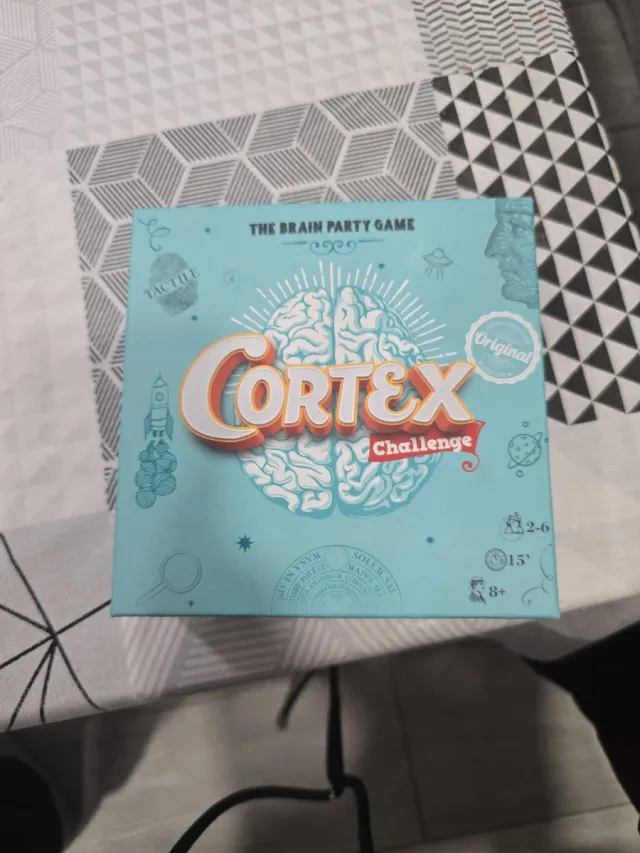 THE BRAIN PARTY GAME
TACTILE
CORTEX
Original
Challenge
2-6
15'
8+